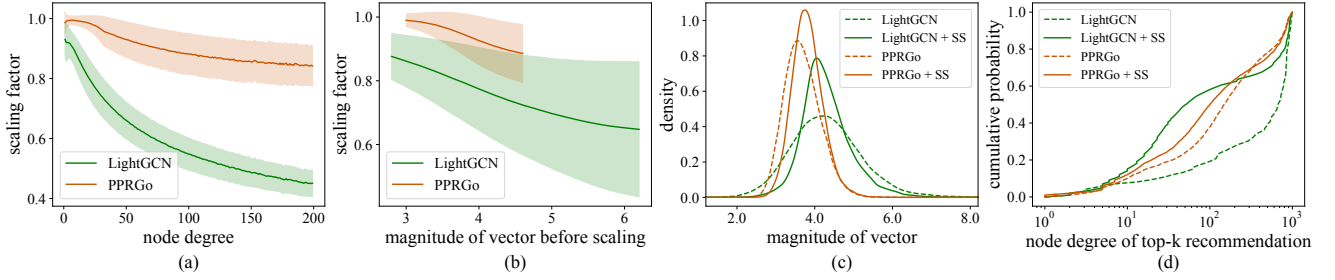 scaling factor
1.0
0.8
0.6
0.4
LightGCN
PPRGo
0
50
100
150
200
node degree
(a)
scaling factor
1.0
0.8
0.6
LightGCN
PPRGo
3
4
5
6
magnitude of vector before scaling
(b)
density
1.0
0.8
0.6
0.4
0.2
0.0
LightGCN
LightGCN + SS
PPRGo
PPRGo + SS
2.0
4.0
6.0
8.0
magnitude of vector
(c)
cumulative probability
1.0
0.8
0.6
0.4
0.2
0.0
LightGCN
LightGCN + SS
PPRGo
PPRGo + SS
10⁰
10¹
10²
10³
node degree of top-k recommendation
(d)